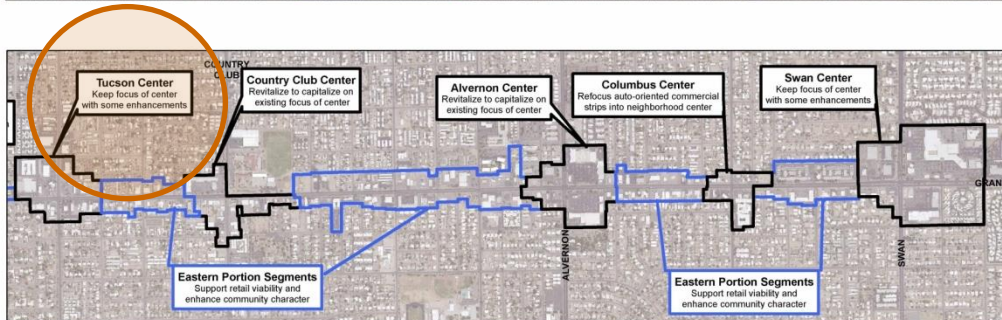 COUNTRY
CLUB
Tucson Center
Keep focus of center
with some enhancements
Country Club Center
Revitalize to capitalize on
existing focus of center
Alvernon Center
Revitalize to capitalize on
existing focus of center
Columbus Center
Refocus auto-oriented commercial
strips into neighborhood center
Swan Center
Keep focus of center
with some enhancements
GRAN
ALVERNON
SWAN
Eastern Portion Segments
Support retail viability and
enhance community character
Eastern Portion Segments
Support retail viability and
enhance community character